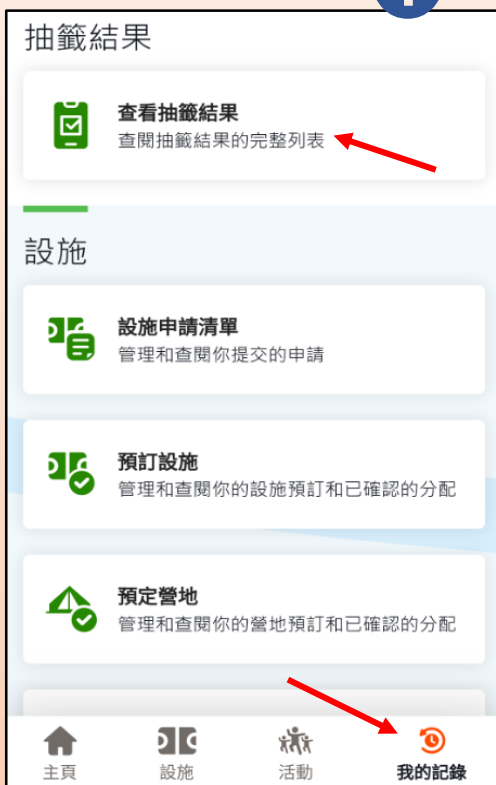 抽籤結果
查看抽籤結果
查閱抽籤結果的完整列表
設施
設施申請清單
管理和查閱你提交的申請
預訂設施
管理和查閱你的設施預訂和已確認的分配
預定營地
管理和查閱你的營地預訂和已確認的分配
主頁
設施
活動
我的記錄